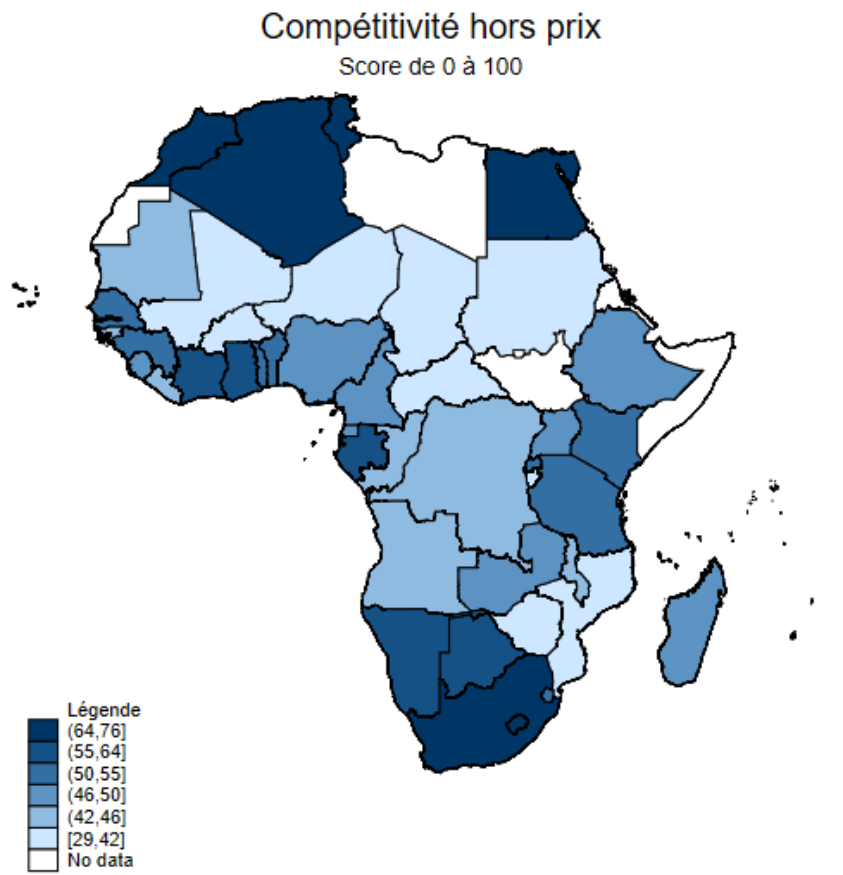 Compétitivité hors prix
Score de 0 à 100
Légende
(64,76]
(55,64]
(50,55]
(46,50]
(42,46]
[29,42]
No data